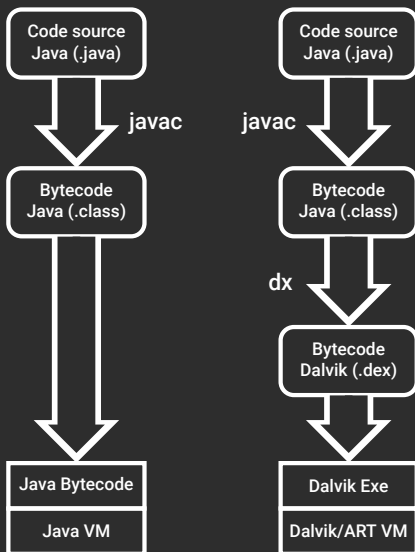 Code source
Java (.java)
javac
Bytecode
Java (.class)
Java Bytecode
Java VM
Code source
Java (.java)
javac
Bytecode
Java (.class)
dx
Bytecode
Dalvik (.dex)
Dalvik Exe
Dalvik/ART VM